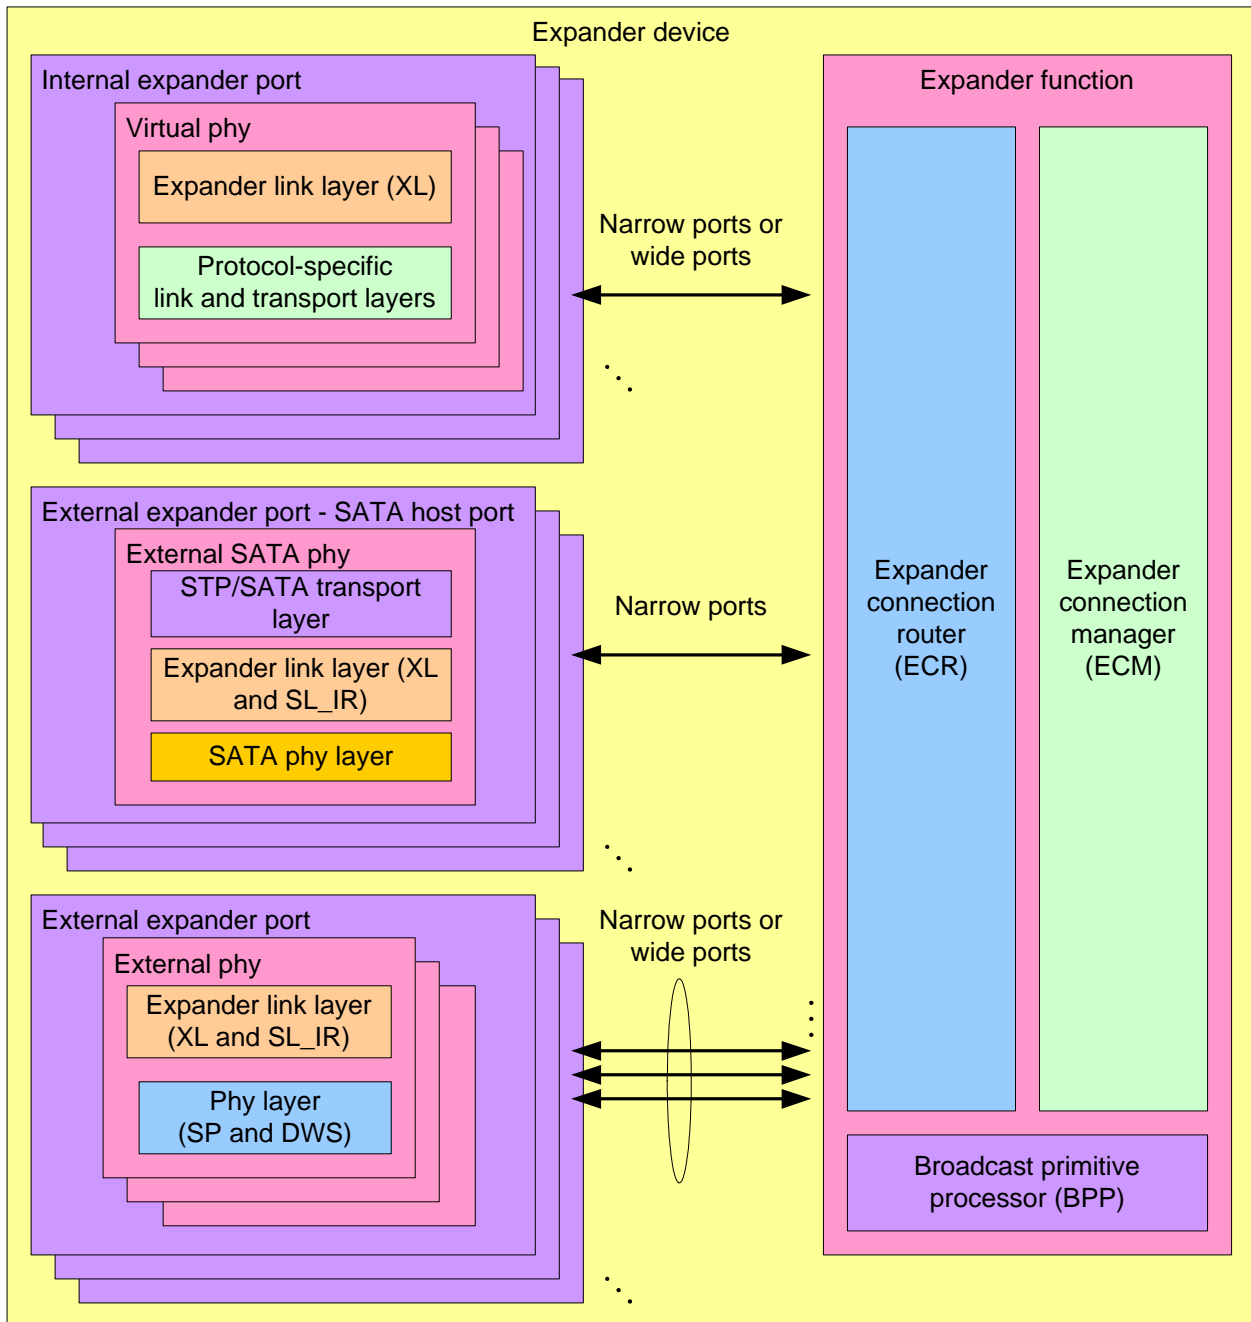 Expander device
Internal expander port
Virtual phy
Expander link layer (XL)
Protocol-specific
link and transport layers
Narrow ports or
wide ports
External expander port - SATA host port
External SATA phy
STP/SATA transport
layer
Expander link layer (XL
and SL_IR)
SATA phy layer
Narrow ports
External expander port
External phy
Expander link layer
(XL and SL_IR)
Phy layer
(SP and DWS)
Narrow ports or
wide ports
Expander function
Expander
connection
router
(ECR)
Expander
connection
manager
(ECM)
Broadcast primitive
processor (BPP)